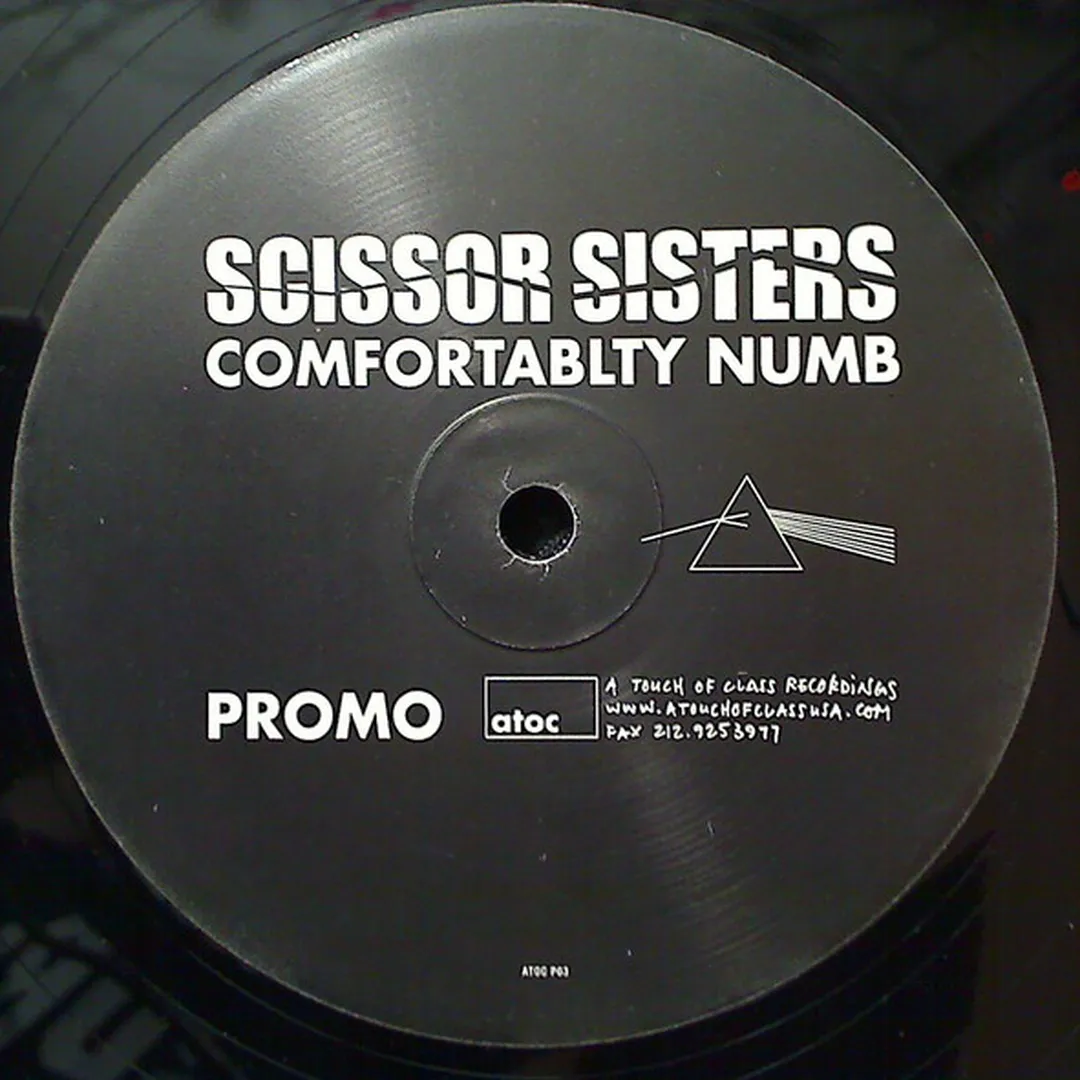 SCISSOR SISTERS
COMFORTABLTY NUMB
PROMO
atoc
A TOUCH OF CLASS RECORDINGS
WWW.ATOUCHOFCLASSUSA.COM
FAX 212.9253977
ATOC P03